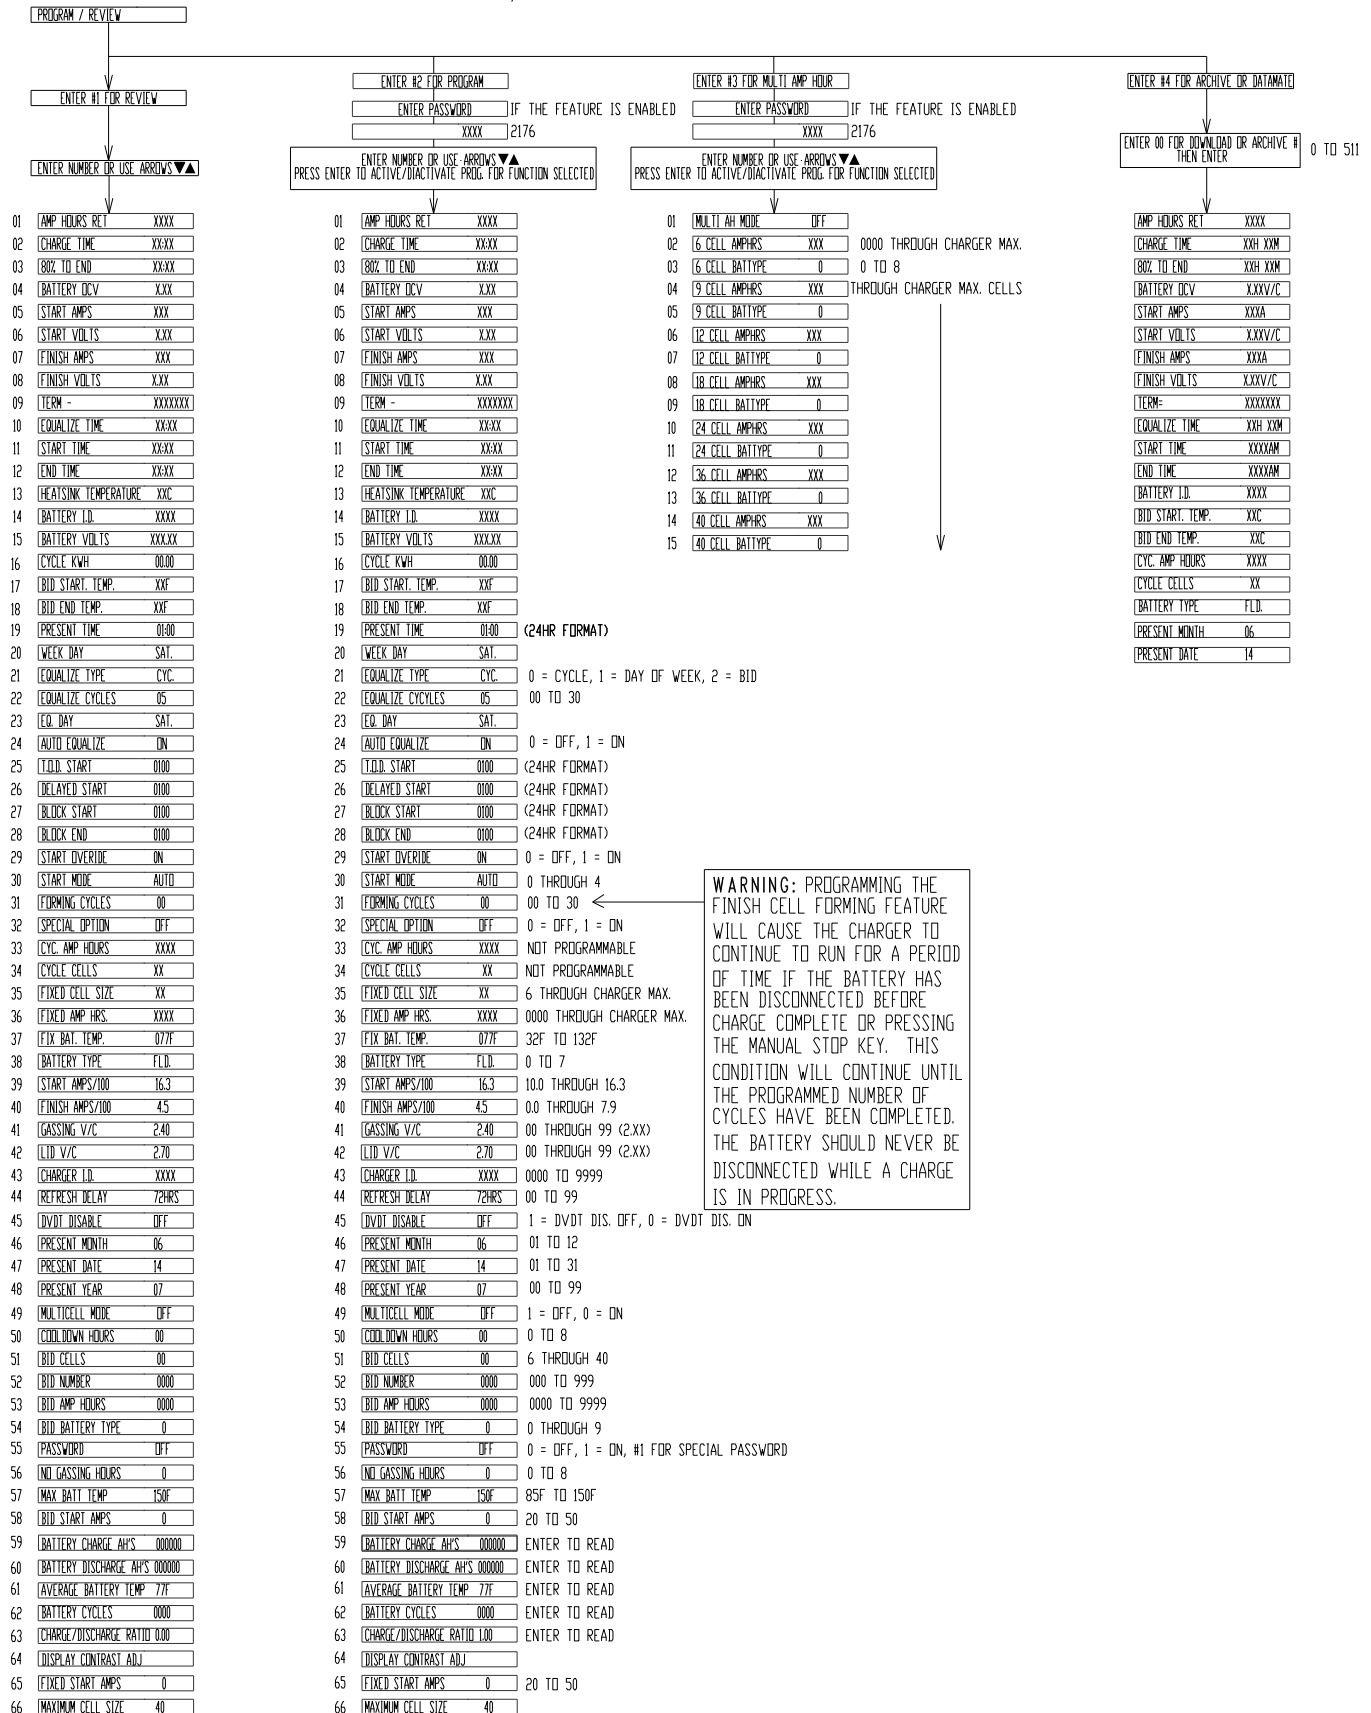 PROGRAM / REVIEW
ENTER #1 FOR REVIEW
ENTER NUMBER OR USE ARROWS▼▲
01 AMP HOURS RET XXXX
02 CHARGE TIME XX:XX
03 80% TO END XX:XX
04 BATTERY OCV X.XX
05 START AMPS XXX
06 START VOLTS X.XX
07 FINISH AMPS XXX
08 FINISH VOLTS X.XX
09 TERM - XXXXXXX
10 EQUALIZE TIME XX:XX
11 START TIME XX:XX
12 END TIME XX:XX
13 HEATSINK TEMPERATURE XXC
14 BATTERY I.D. XXXX
15 BATTERY VOLTS XXX.XX
16 CYCLE KWH 00.00
17 BID START. TEMP. XXF
18 BID END TEMP. XXF
19 PRESENT TIME 01:00
20 WEEK DAY SAT.
21 EQUALIZE TYPE CYC.
22 EQUALIZE CYCLES 05
23 EQ. DAY SAT.
24 AUTO EQUALIZE ON
25 T.O.D. START 0100
26 DELAYED START 0100
27 BLOCK START 0100
28 BLOCK END 0100
29 START OVERIDE ON
30 START MODE AUTO
31 FORMING CYCLES 00
32 SPECIAL OPTION OFF
33 CYC. AMP HOURS XXXX
34 CYCLE CELLS XX
35 FIXED CELL SIZE XX
36 FIXED AMP HRS. XXXX
37 FIX BAT. TEMP. 077F
38 BATTERY TYPE FLD.
39 START AMPS/100 16.3
40 FINISH AMPS/100 4.5
41 GASSING V/C 2.40
42 LID V/C 2.70
43 CHARGER I.D. XXXX
44 REFRESH DELAY 72HRS
45 DVDT DISABLE OFF
46 PRESENT MONTH 06
47 PRESENT DATE 14
48 PRESENT YEAR 07
49 MULTICELL MODE OFF
50 COOLDOWN HOURS 00
51 BID CELLS 00
52 BID NUMBER 0000
53 BID AMP HOURS 0000
54 BID BATTERY TYPE 0
55 PASSWORD OFF
56 NO GASSING HOURS 0
57 MAX BATT TEMP 150F
58 BID START AMPS 0
59 BATTERY CHARGE AH'S 000000
60 BATTERY DISCHARGE AH'S 000000
61 AVERAGE BATTERY TEMP 77F
62 BATTERY CYCLES 0000
63 CHARGE/DISCHARGE RATIO 0.00
64 DISPLAY CONTRAST ADJ
65 FIXED START AMPS 0
66 MAXIMUM CELL SIZE 40
ENTER #2 FOR PROGRAM
ENTER PASSWORD IF THE FEATURE IS ENABLED
XXXX 2176
ENTER NUMBER OR USE ARROWS▼▲
PRESS ENTER TO ACTIVE/DIACTIVATE PROG. FOR FUNCTION SELECTED
01 AMP HOURS RET XXXX
02 CHARGE TIME XX:XX
03 80% TO END XX:XX
04 BATTERY OCV X.XX
05 START AMPS XXX
06 START VOLTS X.XX
07 FINISH AMPS XXX
08 FINISH VOLTS X.XX
09 TERM - XXXXXXX
10 EQUALIZE TIME XX:XX
11 START TIME XX:XX
12 END TIME XX:XX
13 HEATSINK TEMPERATURE XXC
14 BATTERY I.D. XXXX
15 BATTERY VOLTS XXX.XX
16 CYCLE KWH 00.00
17 BID START. TEMP. XXF
18 BID END TEMP. XXF
19 PRESENT TIME 01:00 (24HR FORMAT)
20 WEEK DAY SAT.
21 EQUALIZE TYPE CYC. 0 = CYCLE, 1 = DAY OF WEEK, 2 = BID
22 EQUALIZE CYCYLES 05 00 TO 30
23 EQ. DAY SAT.
24 AUTO EQUALIZE ON 0 = OFF, 1 = ON
25 T.O.D. START 0100 (24HR FORMAT)
26 DELAYED START 0100 (24HR FORMAT)
27 BLOCK START 0100 (24HR FORMAT)
28 BLOCK END 0100 (24HR FORMAT)
29 START OVERIDE ON 0 = OFF, 1 = ON
30 START MODE AUTO 0 THROUGH 4
31 FORMING CYCLES 00 00 TO 30
32 SPECIAL OPTION OFF 0 = OFF, 1 = ON
33 CYC. AMP HOURS XXXX NOT PROGRAMMABLE
34 CYCLE CELLS XX NOT PROGRAMMABLE
35 FIXED CELL SIZE XX 6 THROUGH CHARGER MAX.
36 FIXED AMP HRS. XXXX 0000 THROUGH CHARGER MAX.
37 FIX BAT. TEMP. 077F 32F TO 132F
38 BATTERY TYPE FLD. 0 TO 7
39 START AMPS/100 16.3 10.0 THROUGH 16.3
40 FINISH AMPS/100 4.5 0.0 THROUGH 7.9
41 GASSING V/C 2.40 00 THROUGH 99 (2.XX)
42 LID V/C 2.70 00 THROUGH 99 (2.XX)
43 CHARGER I.D. XXXX 0000 TO 9999
44 REFRESH DELAY 72HRS 00 TO 99
45 DVDT DISABLE OFF 1 = DVDT DIS. OFF, 0 = DVDT DIS. ON
46 PRESENT MONTH 06 01 TO 12
47 PRESENT DATE 14 01 TO 31
48 PRESENT YEAR 07 00 TO 99
49 MULTICELL MODE OFF 1 = OFF, 0 = ON
50 COOLDOWN HOURS 00 0 TO 8
51 BID CELLS 00 6 THROUGH 40
52 BID NUMBER 0000 000 TO 999
53 BID AMP HOURS 0000 0000 TO 9999
54 BID BATTERY TYPE 0 0 THROUGH 9
55 PASSWORD OFF 0 = OFF, 1 = ON, #1 FOR SPECIAL PASSWORD
56 NO GASSING HOURS 0 0 TO 8
57 MAX BATT TEMP 150F 85F TO 150F
58 BID START AMPS 0 20 TO 50
59 BATTERY CHARGE AH'S 000000 ENTER TO READ
60 BATTERY DISCHARGE AH'S 000000 ENTER TO READ
61 AVERAGE BATTERY TEMP 77F ENTER TO READ
62 BATTERY CYCLES 0000 ENTER TO READ
63 CHARGE/DISCHARGE RATIO 1.00 ENTER TO READ
64 DISPLAY CONTRAST ADJ
65 FIXED START AMPS 0 20 TO 50
66 MAXIMUM CELL SIZE 40
ENTER #3 FOR MULTI AMP HOUR
ENTER PASSWORD IF THE FEATURE IS ENABLED
XXXX 2176
ENTER NUMBER OR USE ARROWS▼▲
PRESS ENTER TO ACTIVE/DIACTIVATE PROG. FOR FUNCTION SELECTED
01 MULTI AH MODE OFF
02 6 CELL AMPHRS XXX 0000 THROUGH CHARGER MAX.
03 6 CELL BATTYPE 0 0 TO 8
04 9 CELL AMPHRS XXX THROUGH CHARGER MAX. CELLS
05 9 CELL BATTYPE 0
06 12 CELL AMPHRS XXX
07 12 CELL BATTYPE 0
08 18 CELL AMPHRS XXX
09 18 CELL BATTYPE 0
10 24 CELL AMPHRS XXX
11 24 CELL BATTYPE 0
12 36 CELL AMPHRS XXX
13 36 CELL BATTYPE 0
14 40 CELL AMPHRS XXX
15 40 CELL BATTYPE 0
WARNING: PROGRAMMING THE
FINISH CELL FORMING FEATURE
WILL CAUSE THE CHARGER TO
CONTINUE TO RUN FOR A PERIOD
OF TIME IF THE BATTERY HAS
BEEN DISCONNECTED BEFORE
CHARGE COMPLETE OR PRESSING
THE MANUAL STOP KEY. THIS
CONDITION WILL CONTINUE UNTIL
THE PROGRAMMED NUMBER OF
CYCLES HAVE BEEN COMPLETED.
THE BATTERY SHOULD NEVER BE
DISCONNECTED WHILE A CHARGE
IS IN PROGRESS.
ENTER #4 FOR ARCHIVE OR DATAMATE
ENTER 00 FOR DOWNLOAD OR ARCHIVE # 0 TO 511
THEN ENTER
AMP HOURS RET XXXX
CHARGE TIME XXH XXM
80% TO END XXH XXM
BATTERY OCV X.XXV/C
START AMPS XXXA
START VOLTS X.XXV/C
FINISH AMPS XXXA
FINISH VOLTS X.XXV/C
TERM= XXXXXXX
EQUALIZE TIME XXH XXM
START TIME XXXXAM
END TIME XXXXAM
BATTERY I.D. XXXX
BID START. TEMP. XXC
BID END TEMP. XXC
CYC. AMP HOURS XXXX
CYCLE CELLS XX
BATTERY TYPE FLD.
PRESENT MONTH 06
PRESENT DATE 14